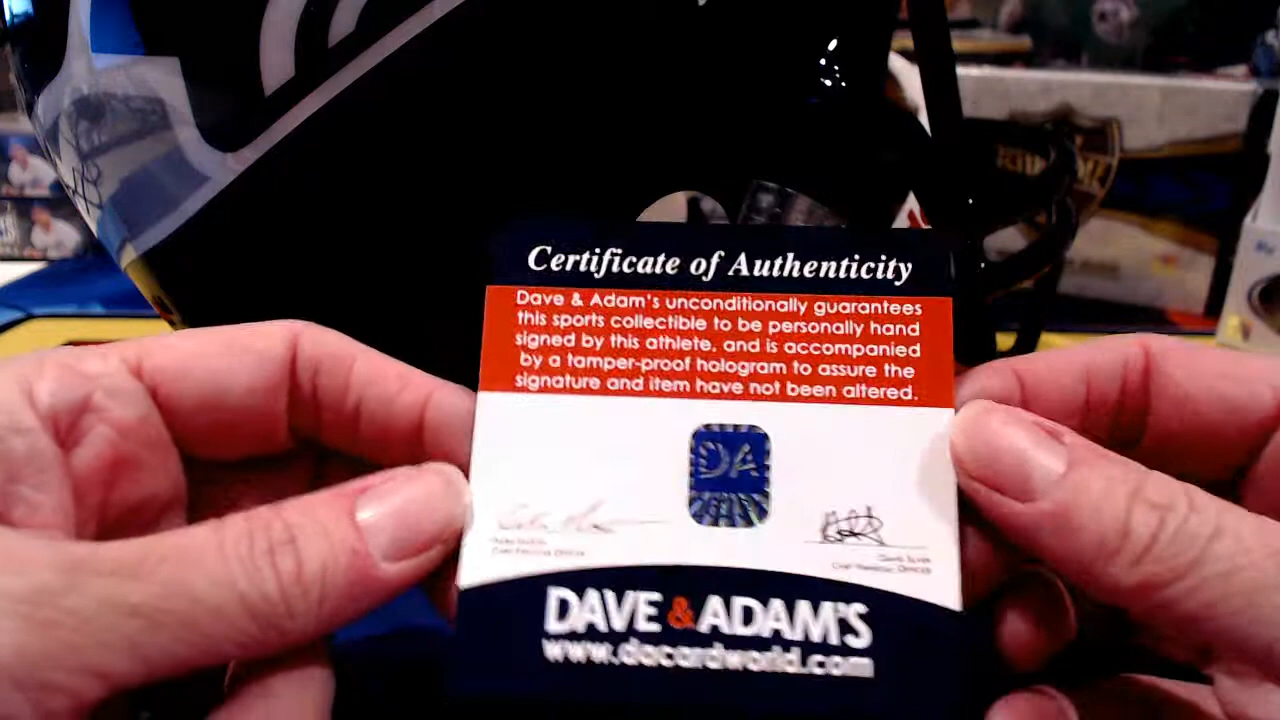 Certificate of Authenticity
Dave & Adam's unconditionally guarantees
this sports collectible to be personally hand
signed by this athlete, and is accompanied
by a tamper-proof hologram to assure the
signature and item have not been altered.
DA
DAVE & ADAM'S
www.dacardworld.com